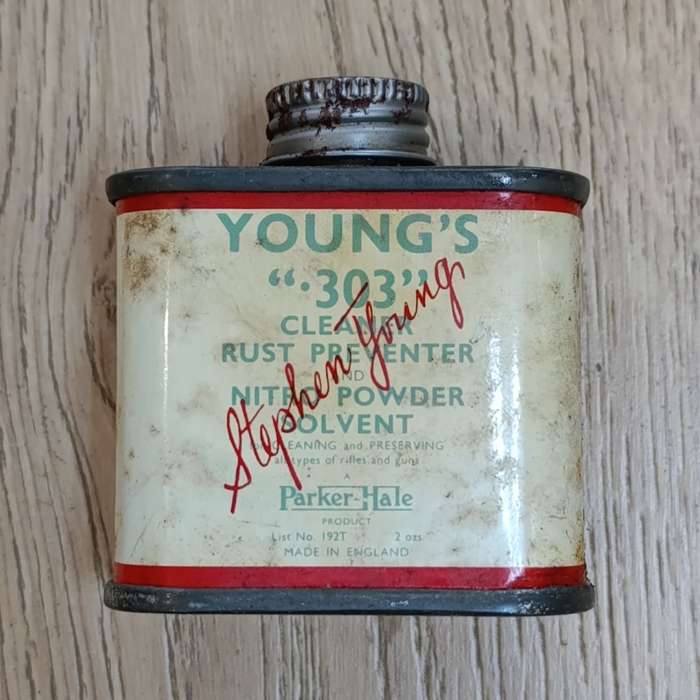 YOUNG'S
"·303"
CLEANER
RUST PREVENTER
AND
NITRO POWDER
SOLVENT
for CLEANING and PRESERVING
all types of rifles and guns
Stephen Young
A
Parker-Hale
PRODUCT
List No. 192T 2 ozs
MADE IN ENGLAND